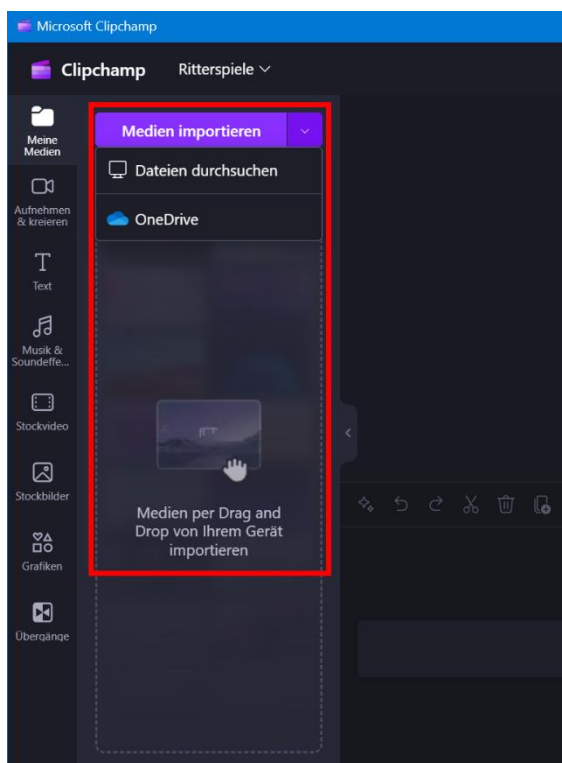 Microsoft Clipchamp
Clipchamp
Ritterspiele
Meine
Medien
Aufnehmen
& kreieren
Text
Musik &
Soundeffe...
Stockvideo
Stockbilder
Grafiken
Übergänge
Medien importieren
Dateien durchsuchen
OneDrive
Medien per Drag and
Drop von Ihrem Gerät
importieren